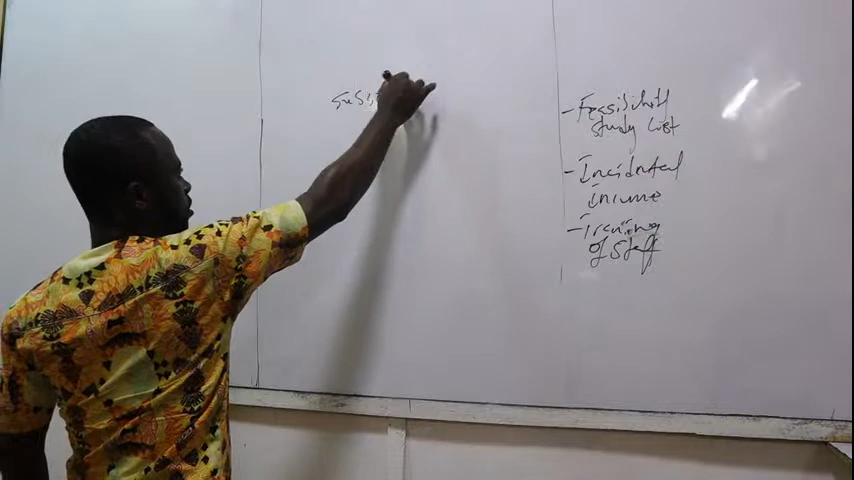 - Feasibility
study cost
- Incidental
income
- Training
of staff